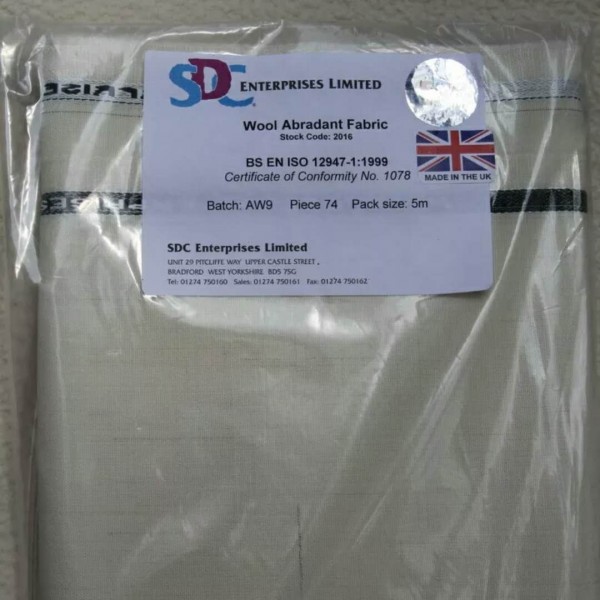 SDC ENTERPRISES LIMITED
Wool Abradant Fabric
Stock Code: 2016
BS EN ISO 12947-1:1999
Certificate of Conformity No. 1078
MADE IN THE UK
Batch: AW9 Piece 74 Pack size: 5m
SDC Enterprises Limited
UNIT 29 PITCLIFFE WAY UPPER CASTLE STREET ,
BRADFORD WEST YORKSHIRE BD5 7SG
Tel: 01274 750160 Sales: 01274 750161 Fax: 01274 750162